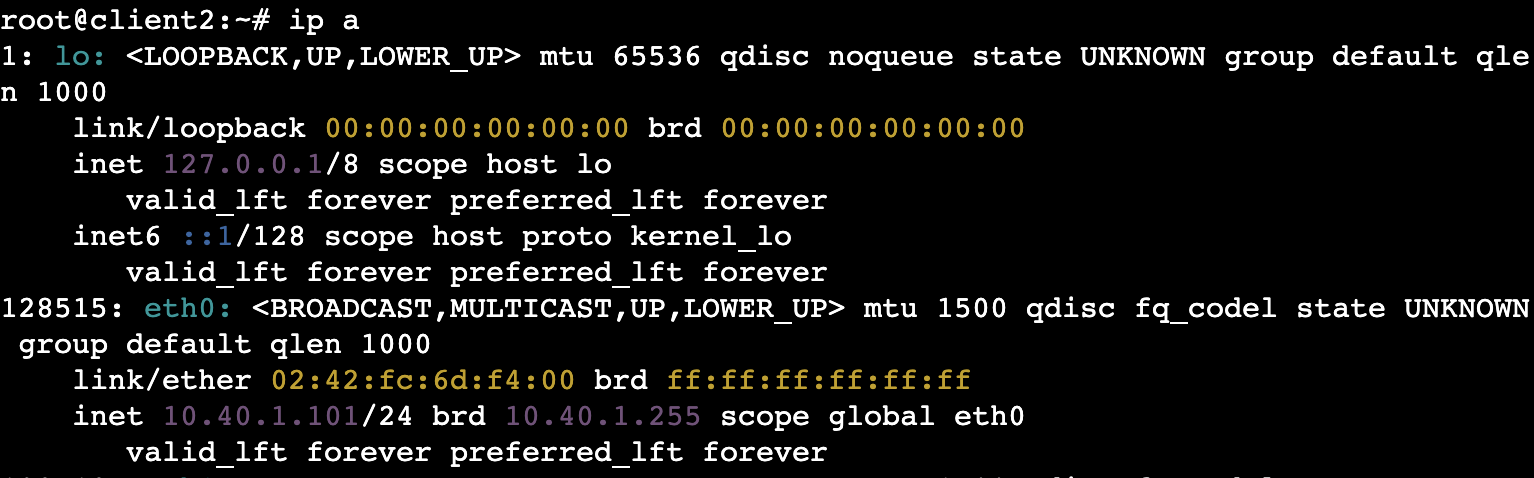 root@client2:~# ip a
1: lo: <LOOPBACK,UP,LOWER_UP> mtu 65536 qdisc noqueue state UNKNOWN group default qle
n 1000
    link/loopback 00:00:00:00:00:00 brd 00:00:00:00:00:00
    inet 127.0.0.1/8 scope host lo
       valid_lft forever preferred_lft forever
    inet6 ::1/128 scope host proto kernel_lo
       valid_lft forever preferred_lft forever
128515: eth0: <BROADCAST,MULTICAST,UP,LOWER_UP> mtu 1500 qdisc fq_codel state UNKNOWN
 group default qlen 1000
    link/ether 02:42:fc:6d:f4:00 brd ff:ff:ff:ff:ff:ff
    inet 10.40.1.101/24 brd 10.40.1.255 scope global eth0
       valid_lft forever preferred_lft forever